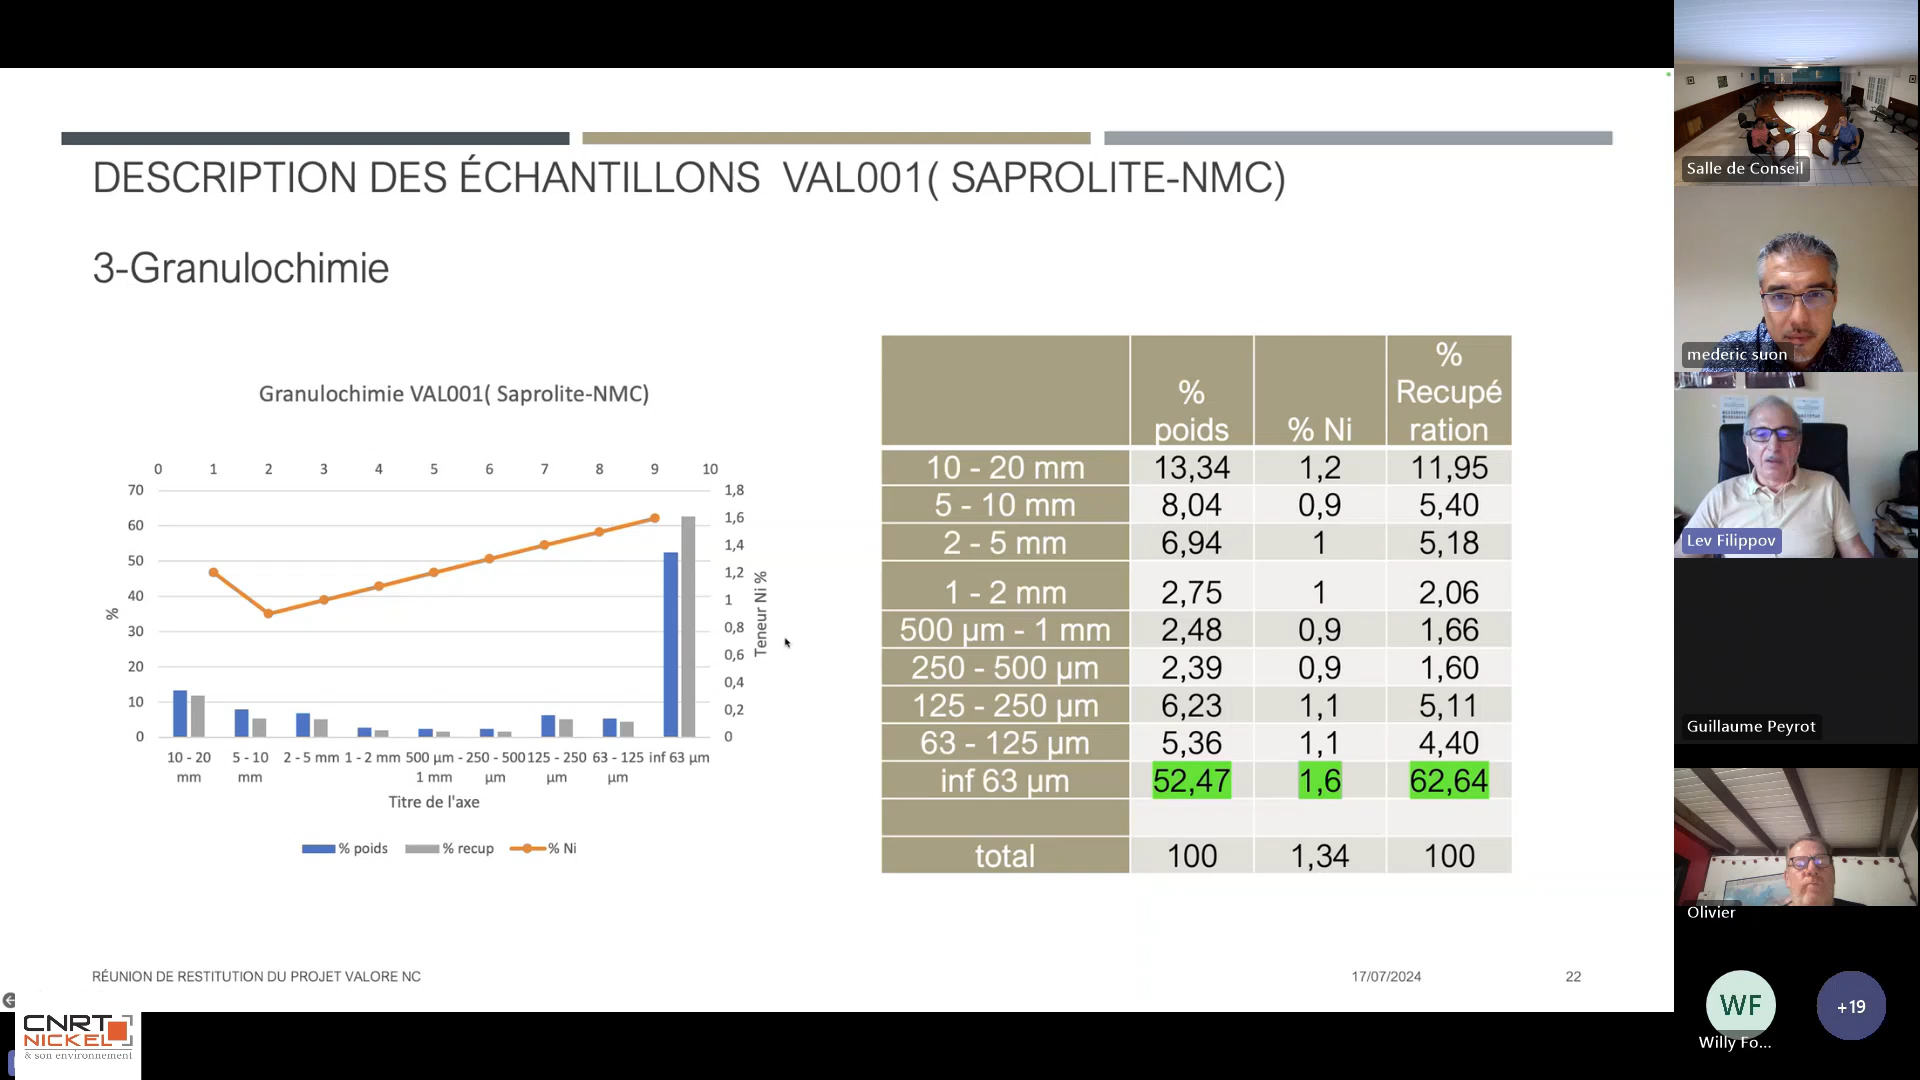 DESCRIPTION DES ÉCHANTILLONS VAL001( SAPROLITE-NMC)
3-Granulochimie
Granulochimie VAL001( Saprolite-NMC)
0 1 2 3 4 5 6 7 8 9 10
70
60
50
40
30
20
10
0
%
1,8
1,6
1,4
1,2
1
0,8
0,6
0,4
0,2
0
Teneur Ni %
10 - 20 mm
5 - 10 mm
2 - 5 mm
1 - 2 mm
500 µm - 1 mm
250 - 500 µm
125 - 250 µm
63 - 125 µm
inf 63 µm
Titre de l'axe
% poids % recup % Ni
% poids % Ni % Recupé ration
10 - 20 mm 13,34 1,2 11,95
5 - 10 mm 8,04 0,9 5,40
2 - 5 mm 6,94 1 5,18
1 - 2 mm 2,75 1 2,06
500 µm - 1 mm 2,48 0,9 1,66
250 - 500 µm 2,39 0,9 1,60
125 - 250 µm 6,23 1,1 5,11
63 - 125 µm 5,36 1,1 4,40
inf 63 µm 52,47 1,6 62,64
total 100 1,34 100
RÉUNION DE RESTITUTION DU PROJET VALORE NC
17/07/2024
22
CNRT
NICKEL
& son environnement
Salle de Conseil
mederic suon
Lev Filippov
Guillaume Peyrot
Olivier
WF
+19
Willy Fo...